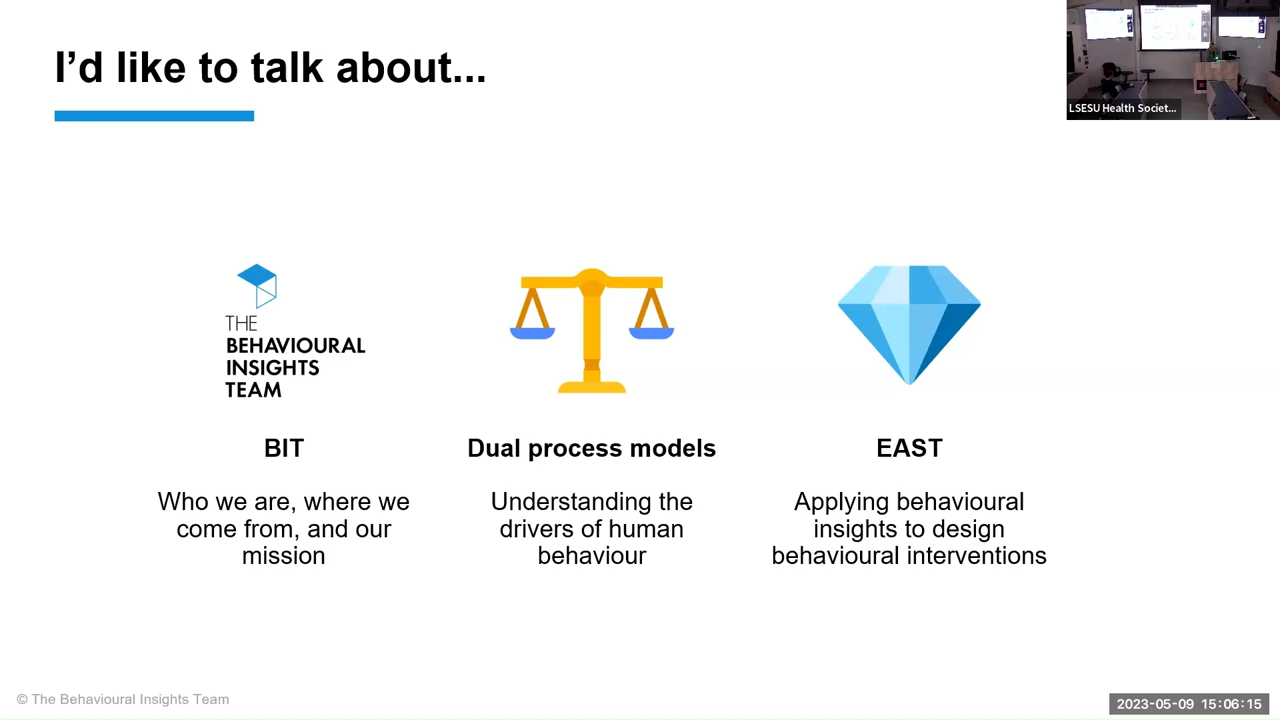 I’d like to talk about...
LSESU Health Societ...
THE
BEHAVIOURAL
INSIGHTS
TEAM
BIT
Who we are, where we
come from, and our
mission
Dual process models
Understanding the
drivers of human
behaviour
EAST
Applying behavioural
insights to design
behavioural interventions
© The Behavioural Insights Team
2023-05-09 15:06:15